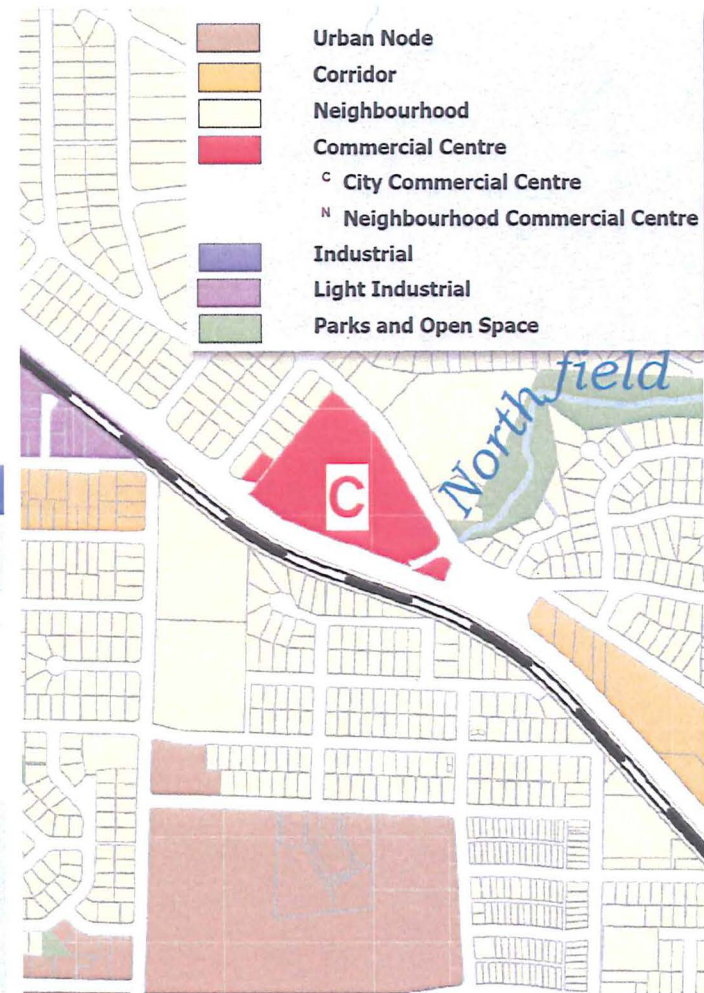 Urban Node
Corridor
Neighbourhood
Commercial Centre
C City Commercial Centre
N Neighbourhood Commercial Centre
Industrial
Light Industrial
Parks and Open Space
Northfield
C